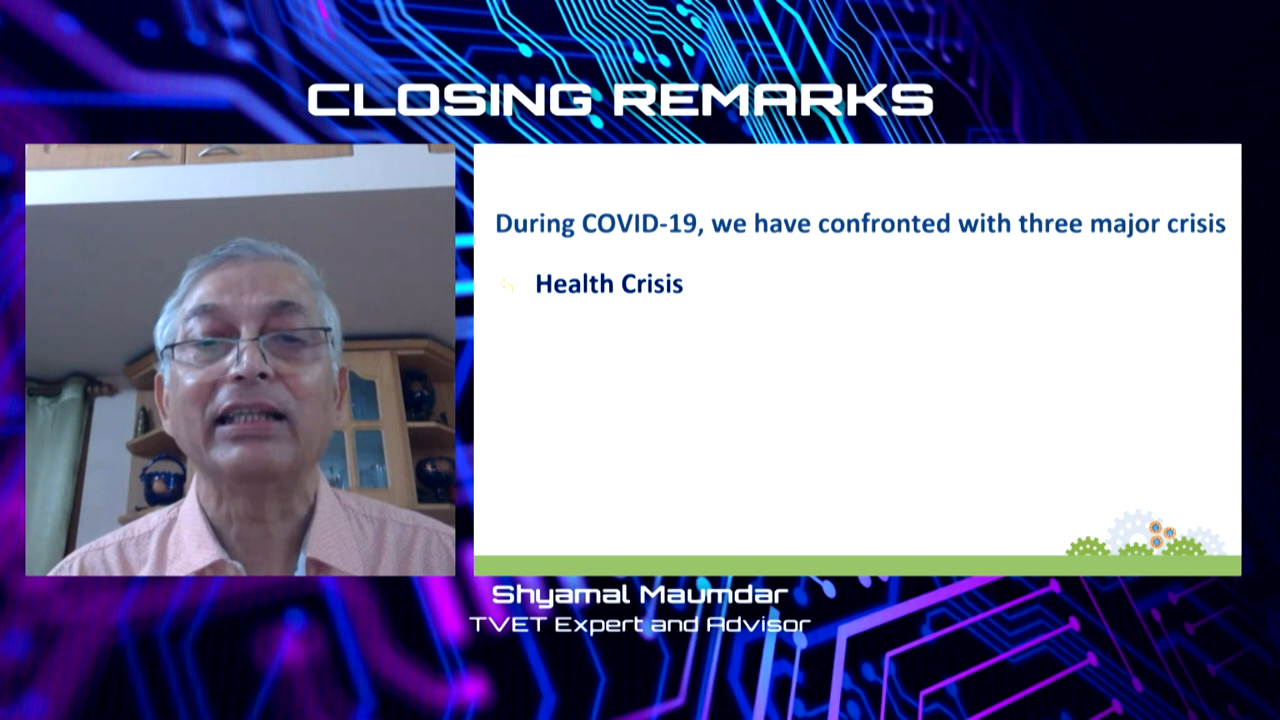 CLOSING REMARKS
During COVID-19, we have confronted with three major crisis
Health Crisis
Shyamal Maumdar
TVET Expert and Advisor